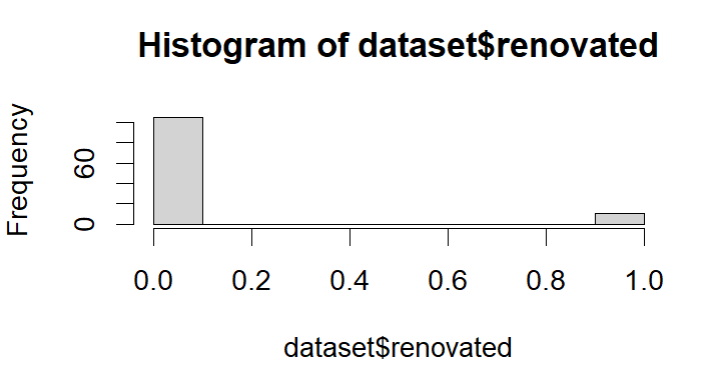 Histogram of dataset$renovated
Frequency
60
0
0.0 0.2 0.4 0.6 0.8 1.0
dataset$renovated